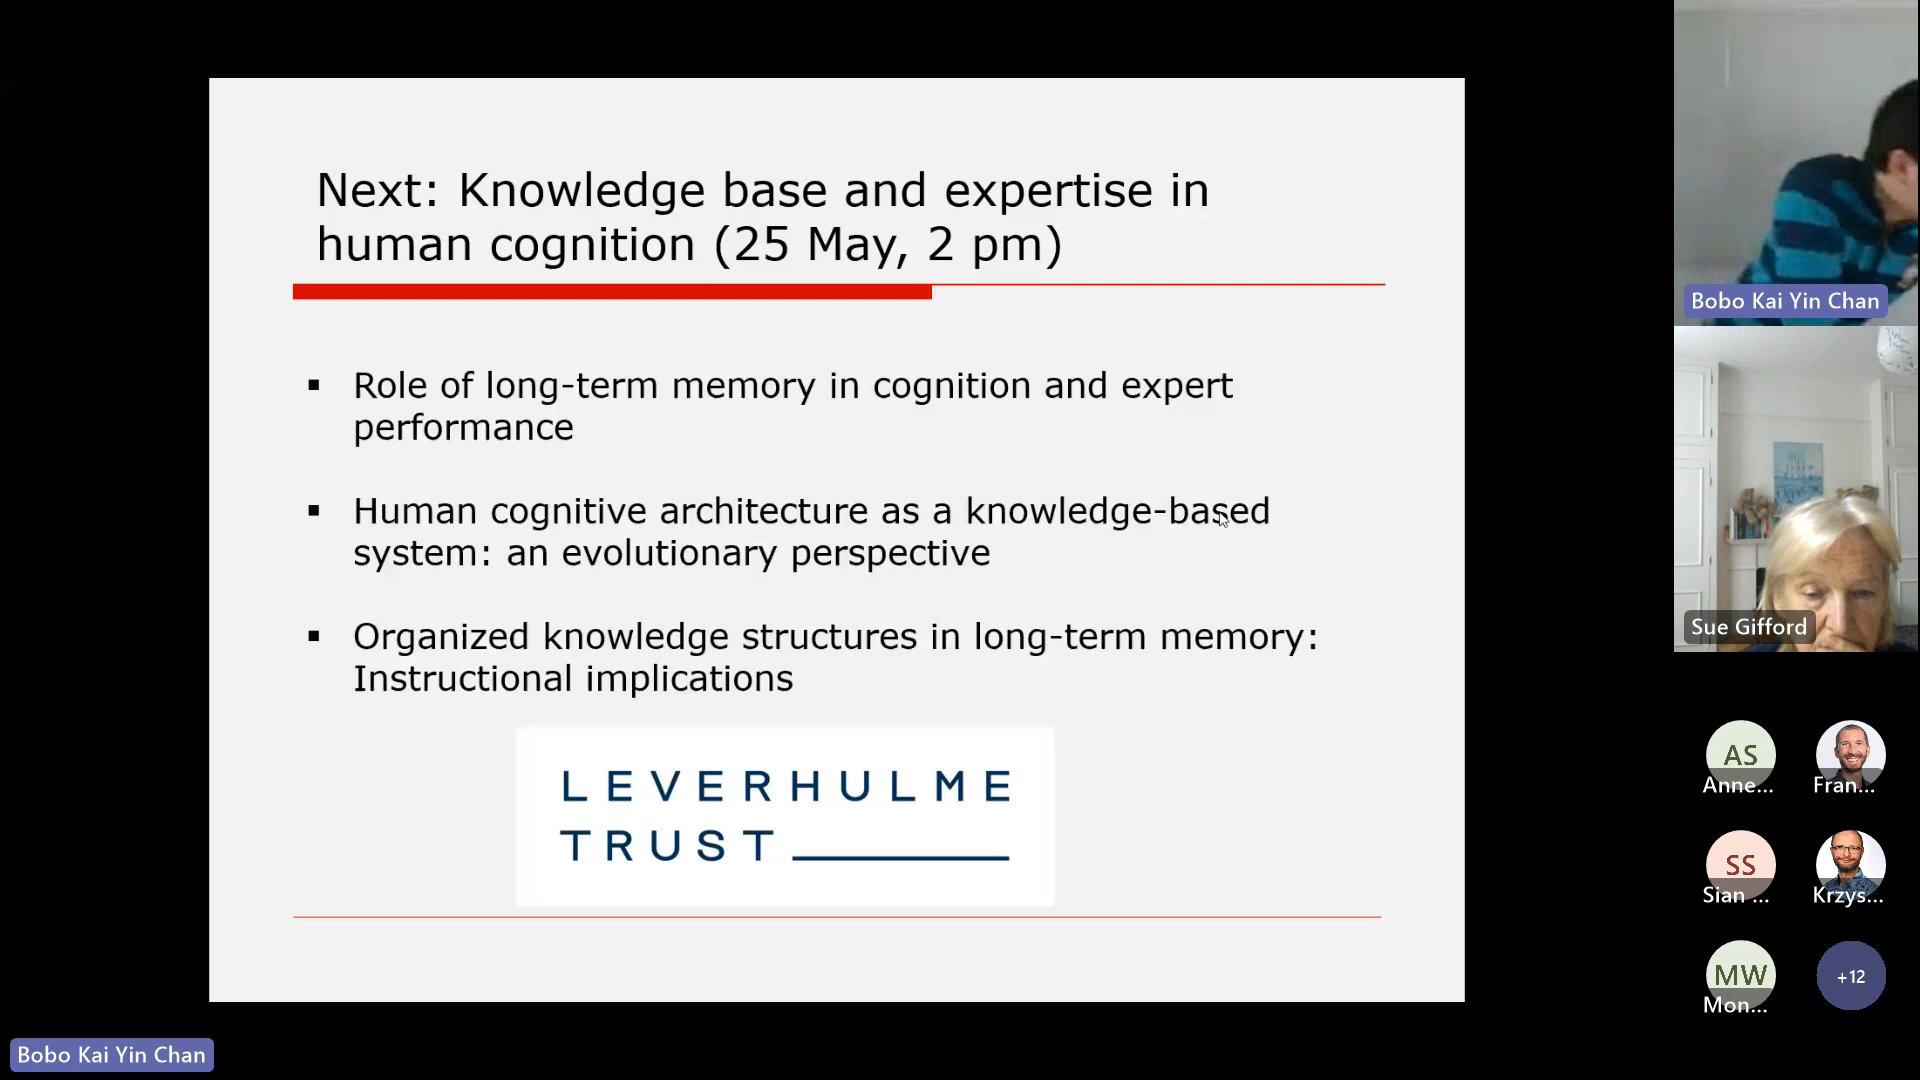 Next: Knowledge base and expertise in
human cognition (25 May, 2 pm)
▪ Role of long-term memory in cognition and expert
performance
▪ Human cognitive architecture as a knowledge-based
system: an evolutionary perspective
▪ Organized knowledge structures in long-term memory:
Instructional implications
LEVERHULME
TRUST
Bobo Kai Yin Chan
Sue Gifford
AS
Anne...
Fran...
SS
Sian ...
Krzys...
MW
Mon...
+12
Bobo Kai Yin Chan